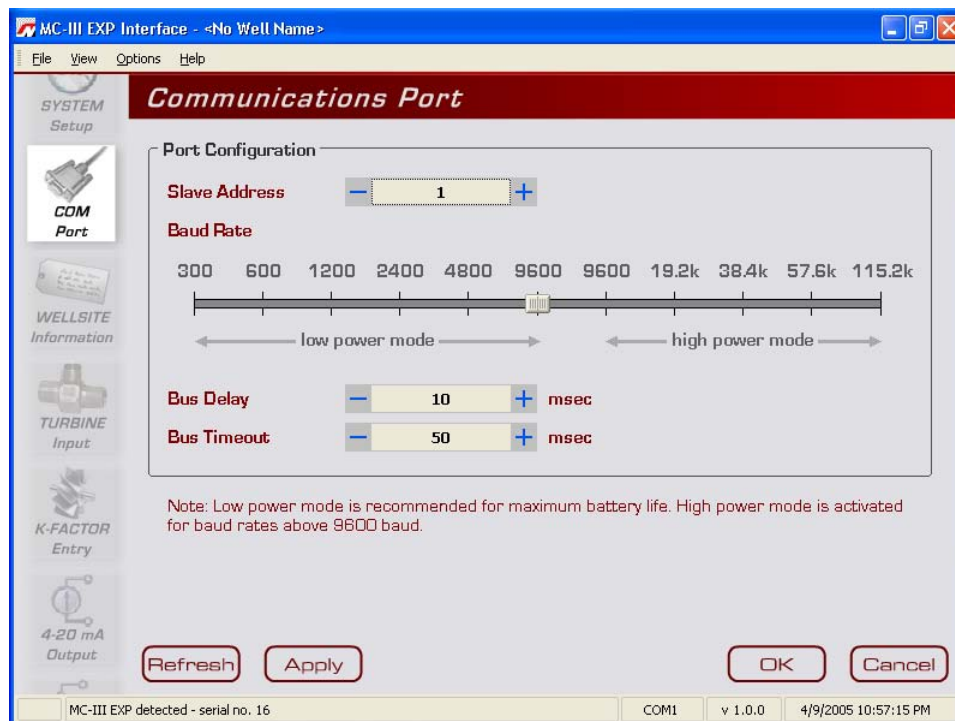 MC-III EXP Interface - <No Well Name>
File View Options Help
SYSTEM
Setup
COM
Port
WELLSITE
Information
TURBINE
Input
K-FACTOR
Entry
4-20 mA
Output
Communications Port
Port Configuration
Slave Address 1
Baud Rate
300 600 1200 2400 4800 9600 9600 19.2k 38.4k 57.6k 115.2k
low power mode high power mode
Bus Delay 10 msec
Bus Timeout 50 msec
Note: Low power mode is recommended for maximum battery life. High power mode is activated
for baud rates above 9600 baud.
Refresh Apply OK Cancel
MC-III EXP detected - serial no. 16 COM1 v 1.0.0 4/9/2005 10:57:15 PM